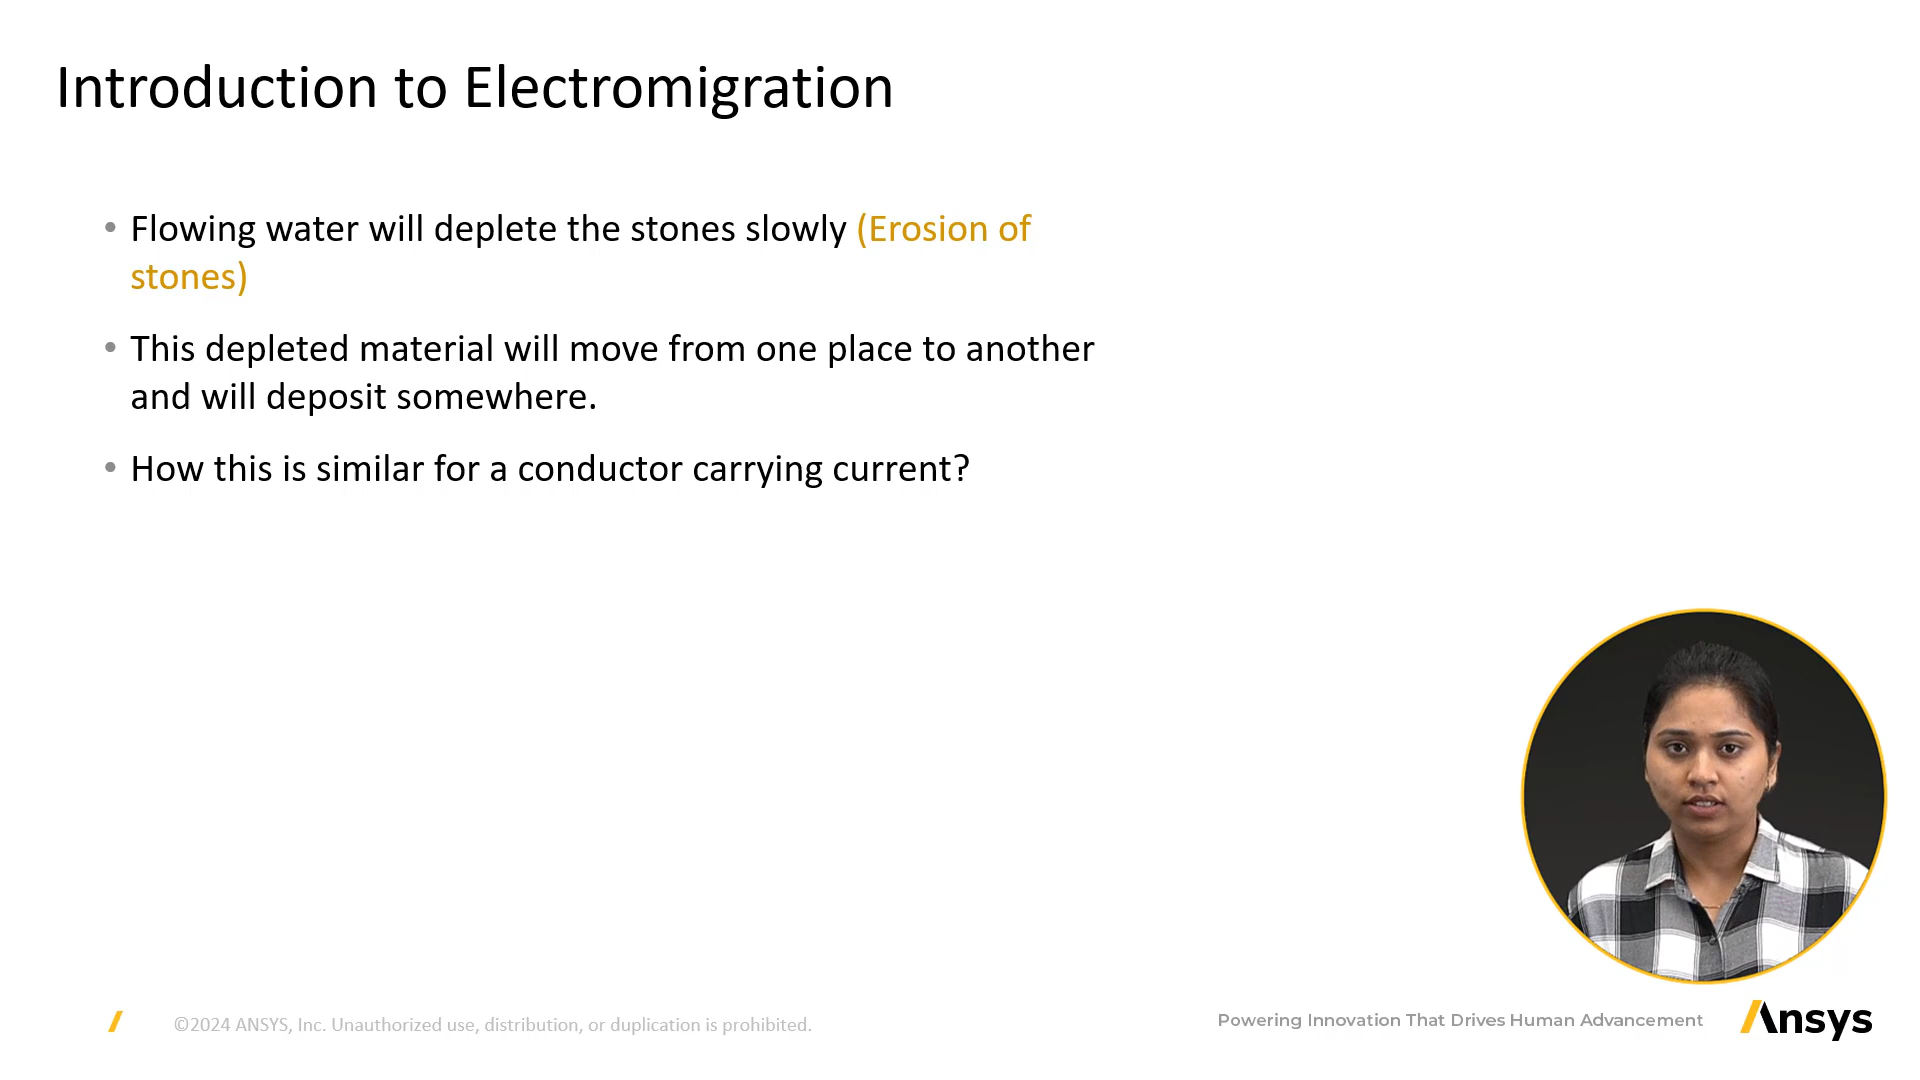 Introduction to Electromigration
• Flowing water will deplete the stones slowly (Erosion of
stones)
• This depleted material will move from one place to another
and will deposit somewhere.
• How this is similar for a conductor carrying current?
©2024 ANSYS, Inc. Unauthorized use, distribution, or duplication is prohibited.
Powering Innovation That Drives Human Advancement
Ansys